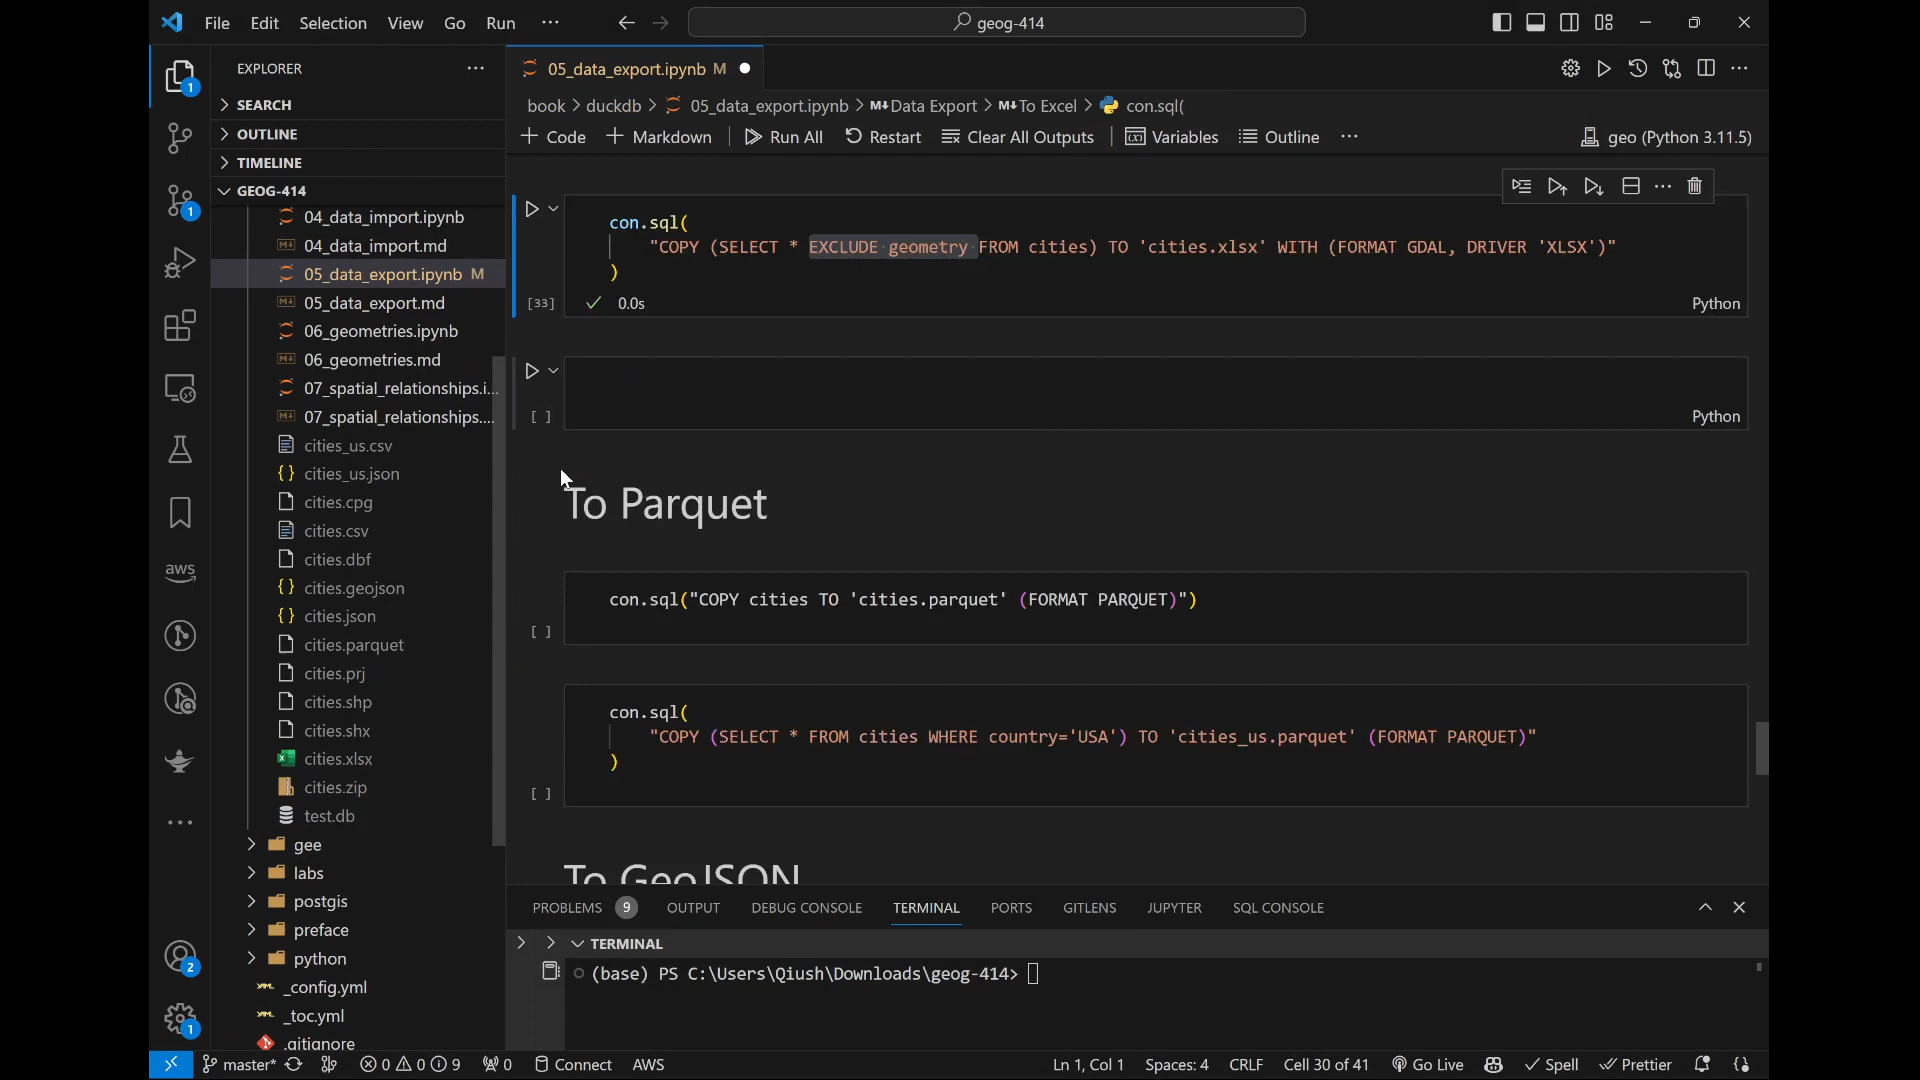 File Edit Selection View Go Run ··· geog-414
EXPLORER ···
SEARCH
OUTLINE
TIMELINE
GEOG-414
04_data_import.ipynb
04_data_import.md
05_data_export.ipynb M
05_data_export.md
06_geometries.ipynb
06_geometries.md
07_spatial_relationships.i...
07_spatial_relationships....
cities_us.csv
cities_us.json
cities.cpg
cities.csv
cities.dbf
cities.geojson
cities.json
cities.parquet
cities.prj
cities.shp
cities.shx
cities.xlsx
cities.zip
test.db
gee
labs
postgis
preface
python
_config.yml
_toc.yml
.gitignore
1
1
aws
2
1
05_data_export.ipynb M
book > duckdb > 05_data_export.ipynb > M↓Data Export > M↓To Excel > con.sql(
+ Code + Markdown | Run All Restart Clear All Outputs | Variables Outline ··· geo (Python 3.11.5)
con.sql(
"COPY (SELECT * EXCLUDE geometry FROM cities) TO 'cities.xlsx' WITH (FORMAT GDAL, DRIVER 'XLSX')"
)
[33] ✓ 0.0s Python
[ ] Python
To Parquet
con.sql("COPY cities TO 'cities.parquet' (FORMAT PARQUET)")
[ ]
con.sql(
"COPY (SELECT * FROM cities WHERE country='USA') TO 'cities_us.parquet' (FORMAT PARQUET)"
)
[ ]
To GeoJSON
PROBLEMS 9 OUTPUT DEBUG CONSOLE TERMINAL PORTS GITLENS JUPYTER SQL CONSOLE
TERMINAL
(base) PS C:\Users\Qiush\Downloads\geog-414>
master* 0 0 9 0 Connect AWS Ln 1, Col 1 Spaces: 4 CRLF Cell 30 of 41 Go Live Spell Prettier